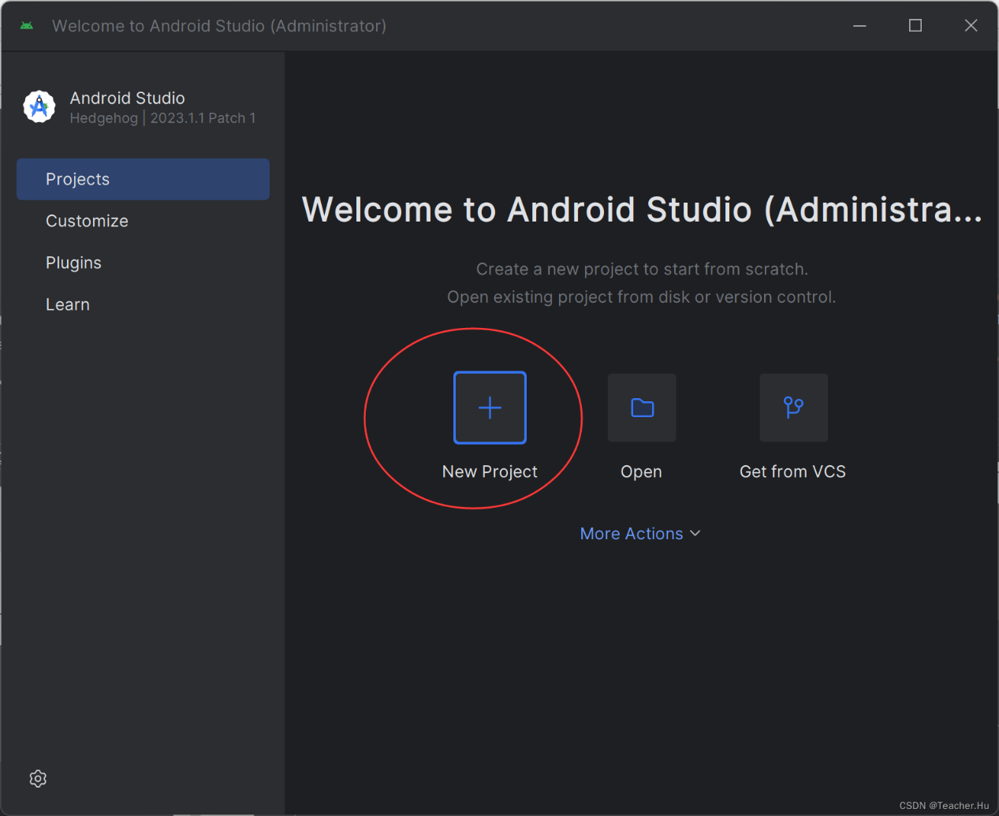 Welcome to Android Studio (Administrator)
Android Studio
Hedgehog | 2023.1.1 Patch 1
Projects
Customize
Plugins
Learn
Welcome to Android Studio (Administra...
Create a new project to start from scratch.
Open existing project from disk or version control.
New Project
Open
Get from VCS
More Actions
CSDN @Teacher.Hu